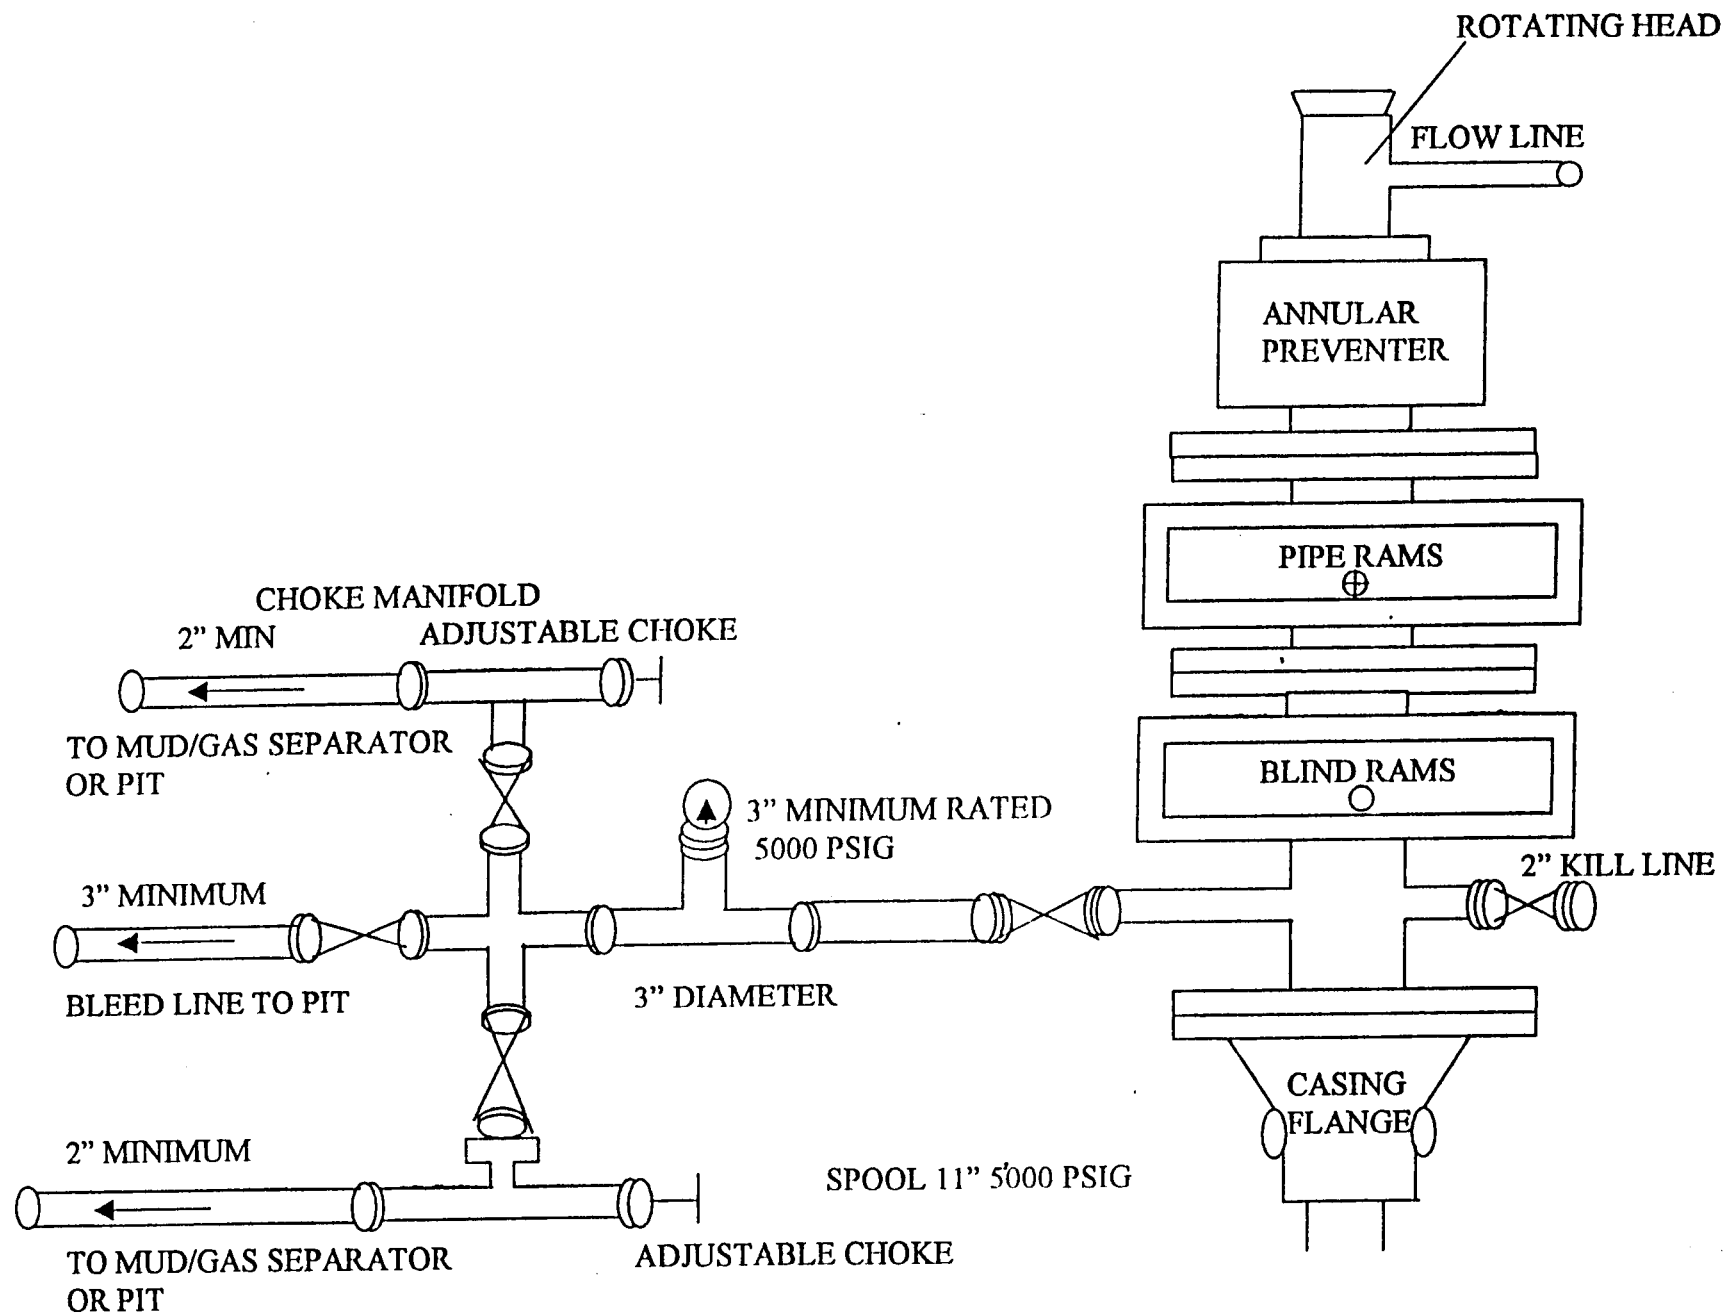 ROTATING HEAD
FLOW LINE
ANNULAR
PREVENTER
PIPE RAMS
CHOKE MANIFOLD
2” MIN
ADJUSTABLE CHOKE
TO MUD/GAS SEPARATOR
OR PIT
BLIND RAMS
3” MINIMUM RATED
5000 PSIG
2” KILL LINE
3” MINIMUM
BLEED LINE TO PIT
3” DIAMETER
CASING
FLANGE
2” MINIMUM
SPOOL 11” 5000 PSIG
TO MUD/GAS SEPARATOR
OR PIT
ADJUSTABLE CHOKE